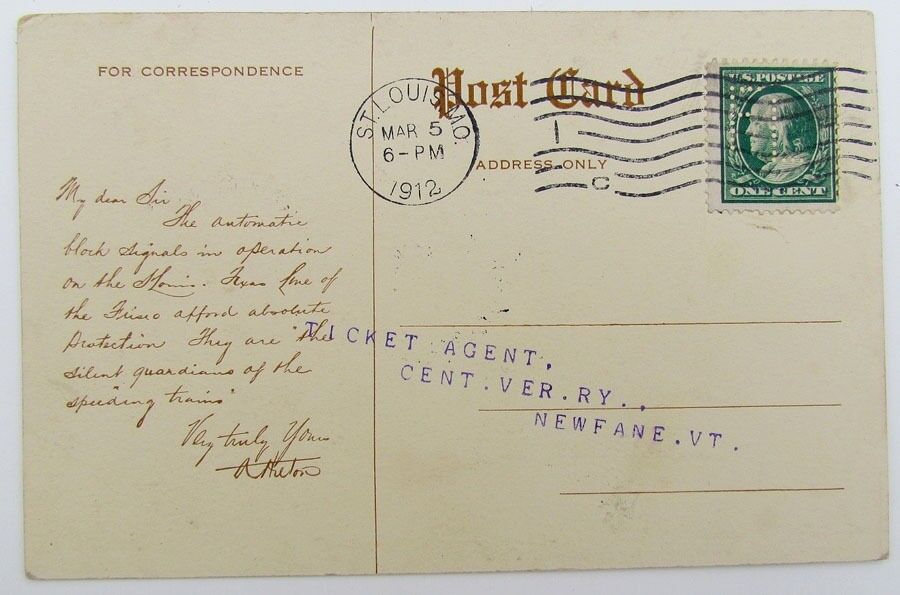 FOR CORRESPONDENCE
Post Card
ADDRESS ONLY
ST. LOUIS, MO.
MAR 5
6-PM
1912
1
C
U.S. POSTAGE
ONE CENT
My dear Sir
The automatic
block signals in operation
on the St Louis. Texas line of
the Frisco afford absolute
protection They are "the
silent guardians of the
speeding trains"
Very truly Yours
A Hilton
TICKET AGENT,
CENT.VER.RY.,
NEWFANE.VT.